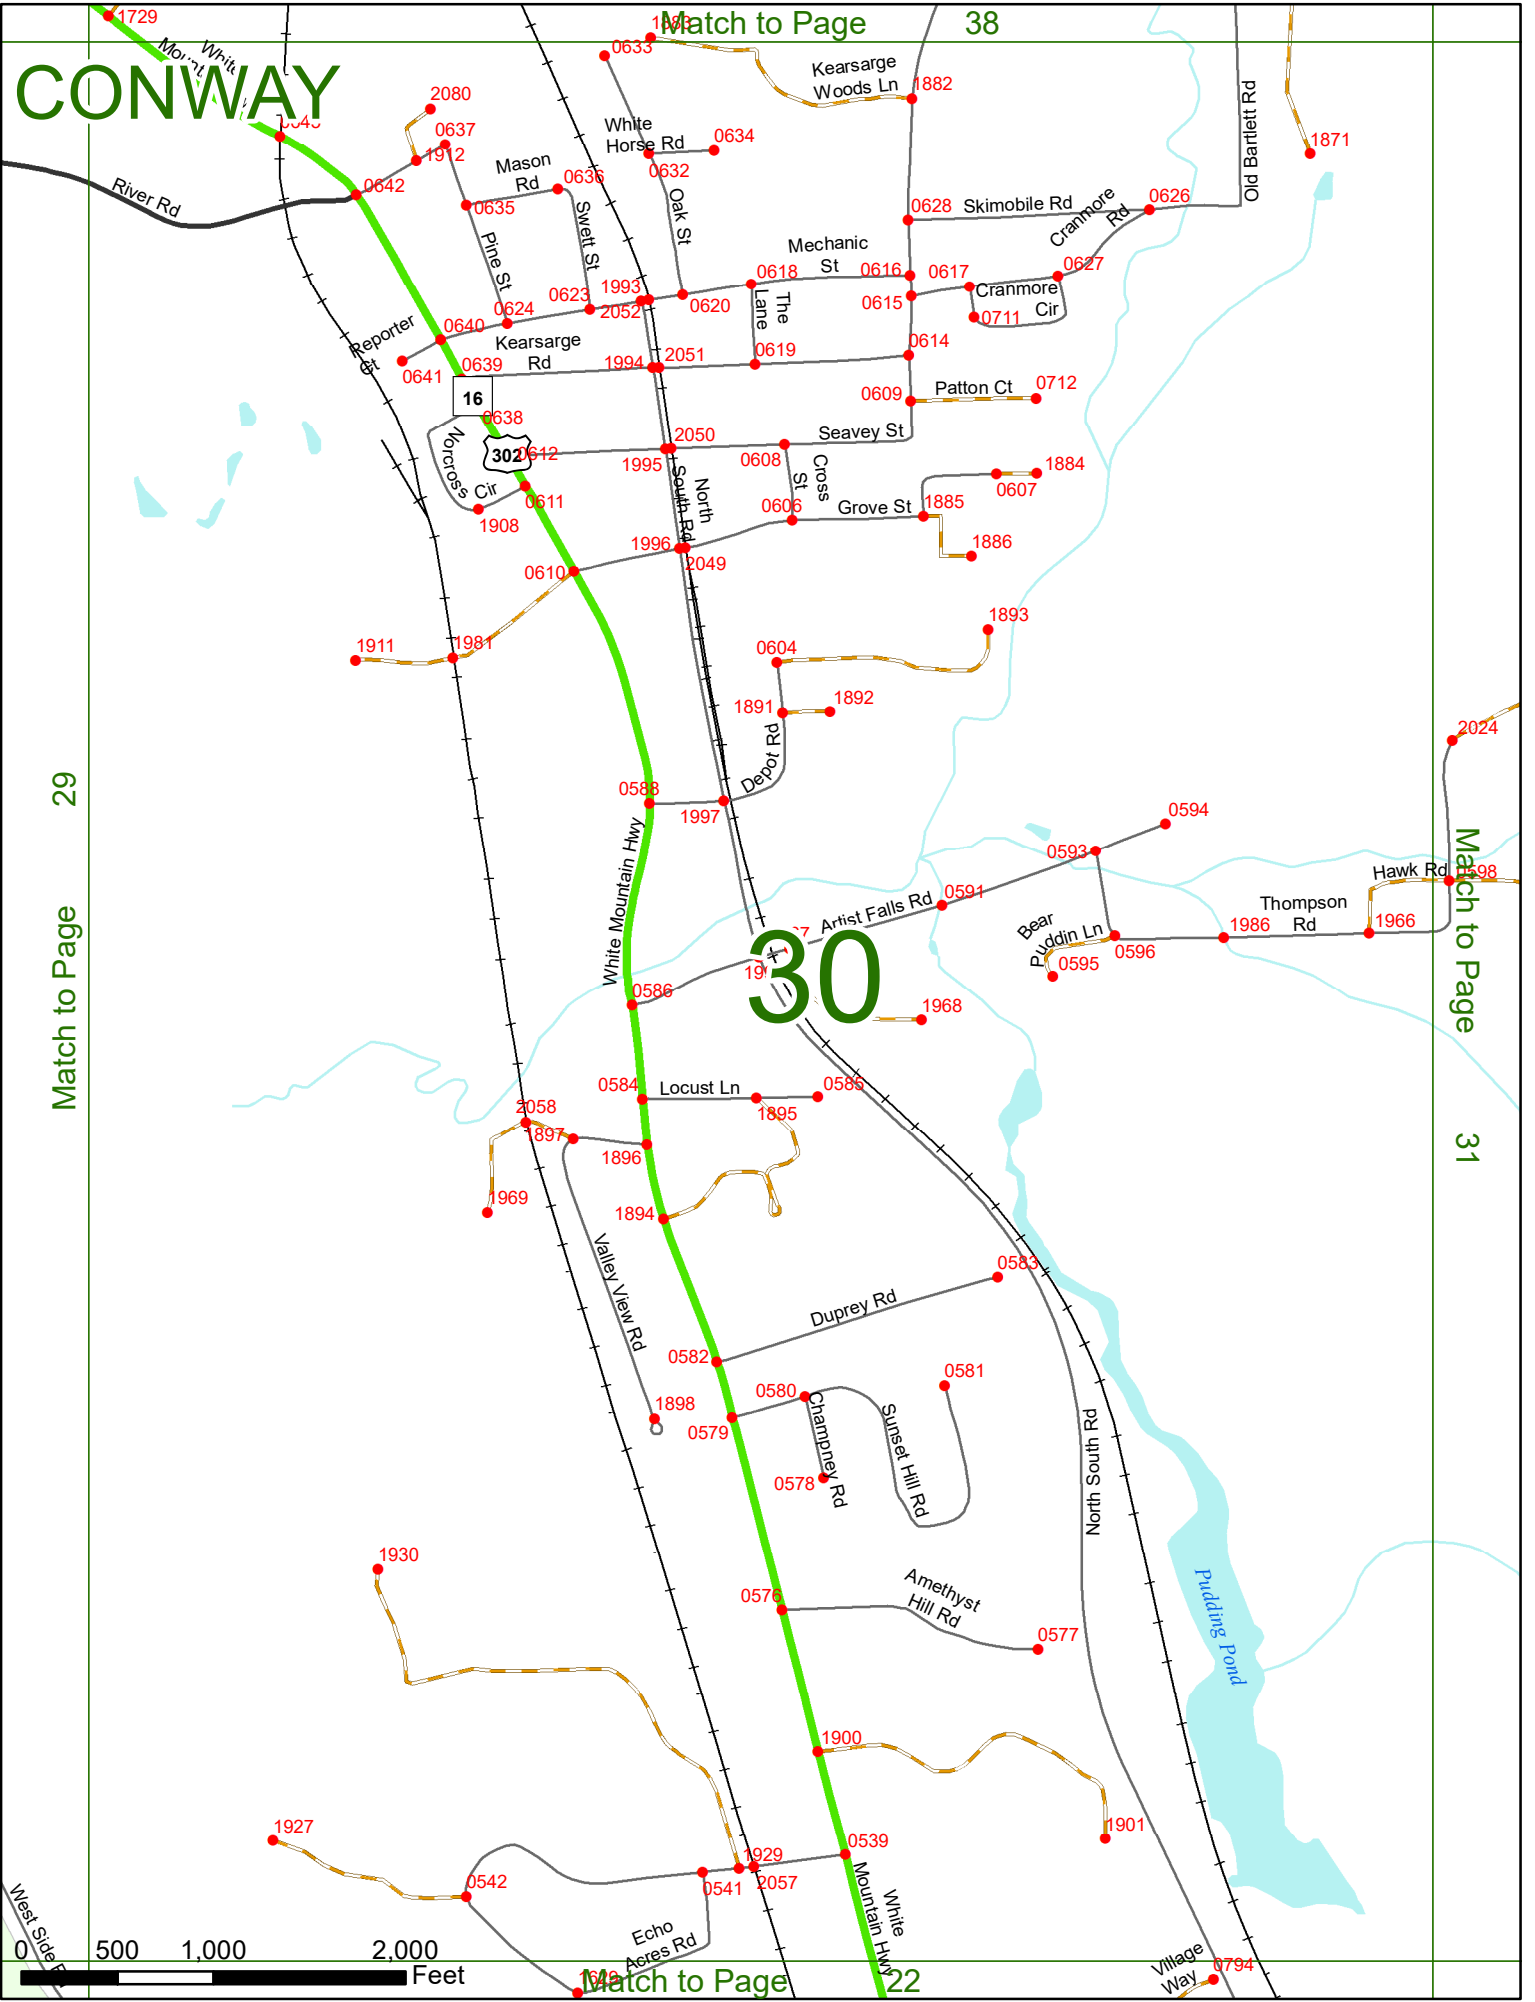 1729
White
Mount
CONWAY
Match to Page
38
1883
0633
Kearsarge
Woods Ln
1882
Old Bartlett Rd
1871
2080
0637
1912
0642
River Rd
White
Horse Rd
0634
0632
Mason
Rd
0636
0635
Oak St
Swett St
Pine St
0628
Skimobile Rd
Cranmore
Rd
0626
Mechanic
St
0618
0616
0617
0627
0615
Cranmore
Cir
0711
1993
0623
2052
0620
The
Lane
0624
0640
Reporter
Ct
0641
0639
Kearsarge
Rd
1994
2051
0619
0614
16
0638
0609
Patton Ct
0712
Norcross
Cir
302
0612
2050
1995
0608
Seavey St
0611
1908
North
South Rd
Cross
St
0606
Grove St
1885
0607
1884
1886
1996
2049
0610
1911
1981
0604
1893
1891
1892
Depot Rd
2024
29
Match to Page
0588
1997
White Mountain Hwy
0594
0593
0591
Artist Falls Rd
Hawk Rd
0598
Bear
Puddin Ln
0595
0596
Thompson
Rd
1986
1966
Match to Page
31
30
0586
1968
0584
Locust Ln
0585
1895
2058
1897
1896
1969
1894
Valley View Rd
0583
Duprey Rd
0582
1898
0580
0579
Champney Rd
0578
Sunset Hill Rd
0581
North South Rd
1930
0576
Amethyst
Hill Rd
0577
Pudding Pond
1900
1901
1927
0542
1929
0541
2057
0539
White
Mountain Hwy
Echo
Acres Rd
West Side
0
500
1,000
2,000
Feet
Match to Page
22
Village
Way
0794